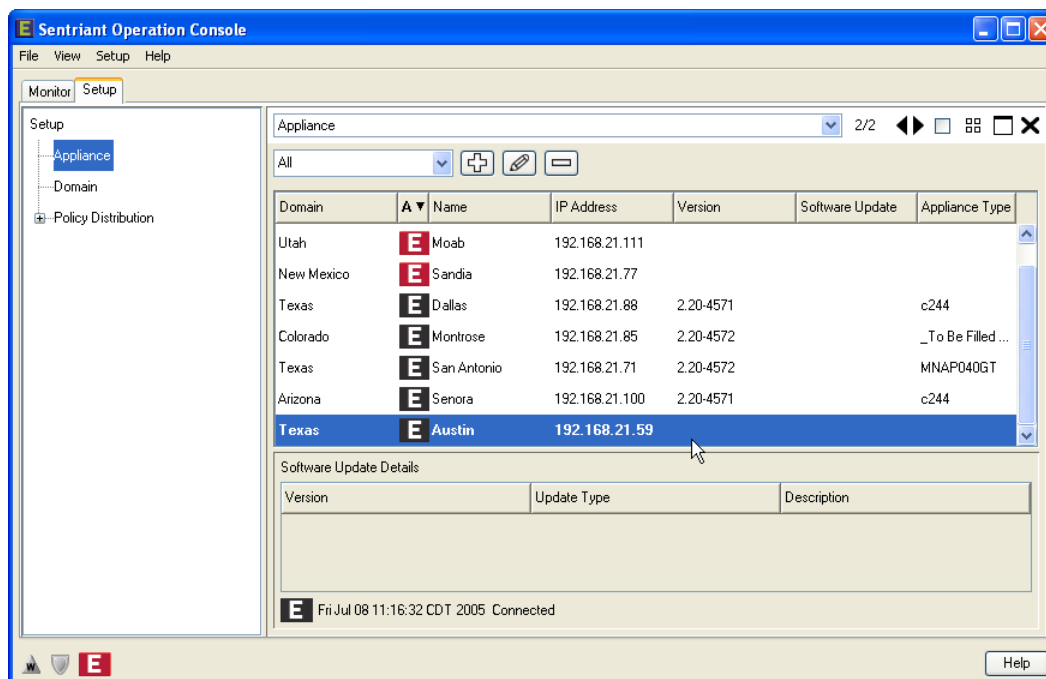 E Sentriant Operation Console
File View Setup Help
Monitor Setup
Setup
Appliance
Domain
Policy Distribution
Appliance 2/2
All
Domain A Name IP Address Version Software Update Appliance Type
Utah E Moab 192.168.21.111
New Mexico E Sandia 192.168.21.77
Texas E Dallas 192.168.21.88 2.20-4571 c244
Colorado E Montrose 192.168.21.85 2.20-4572 _To Be Filled ...
Texas E San Antonio 192.168.21.71 2.20-4572 MNAP040GT
Arizona E Senora 192.168.21.100 2.20-4571 c244
Texas E Austin 192.168.21.59
Software Update Details
Version Update Type Description
E Fri Jul 08 11:16:32 CDT 2005 Connected
W E Help